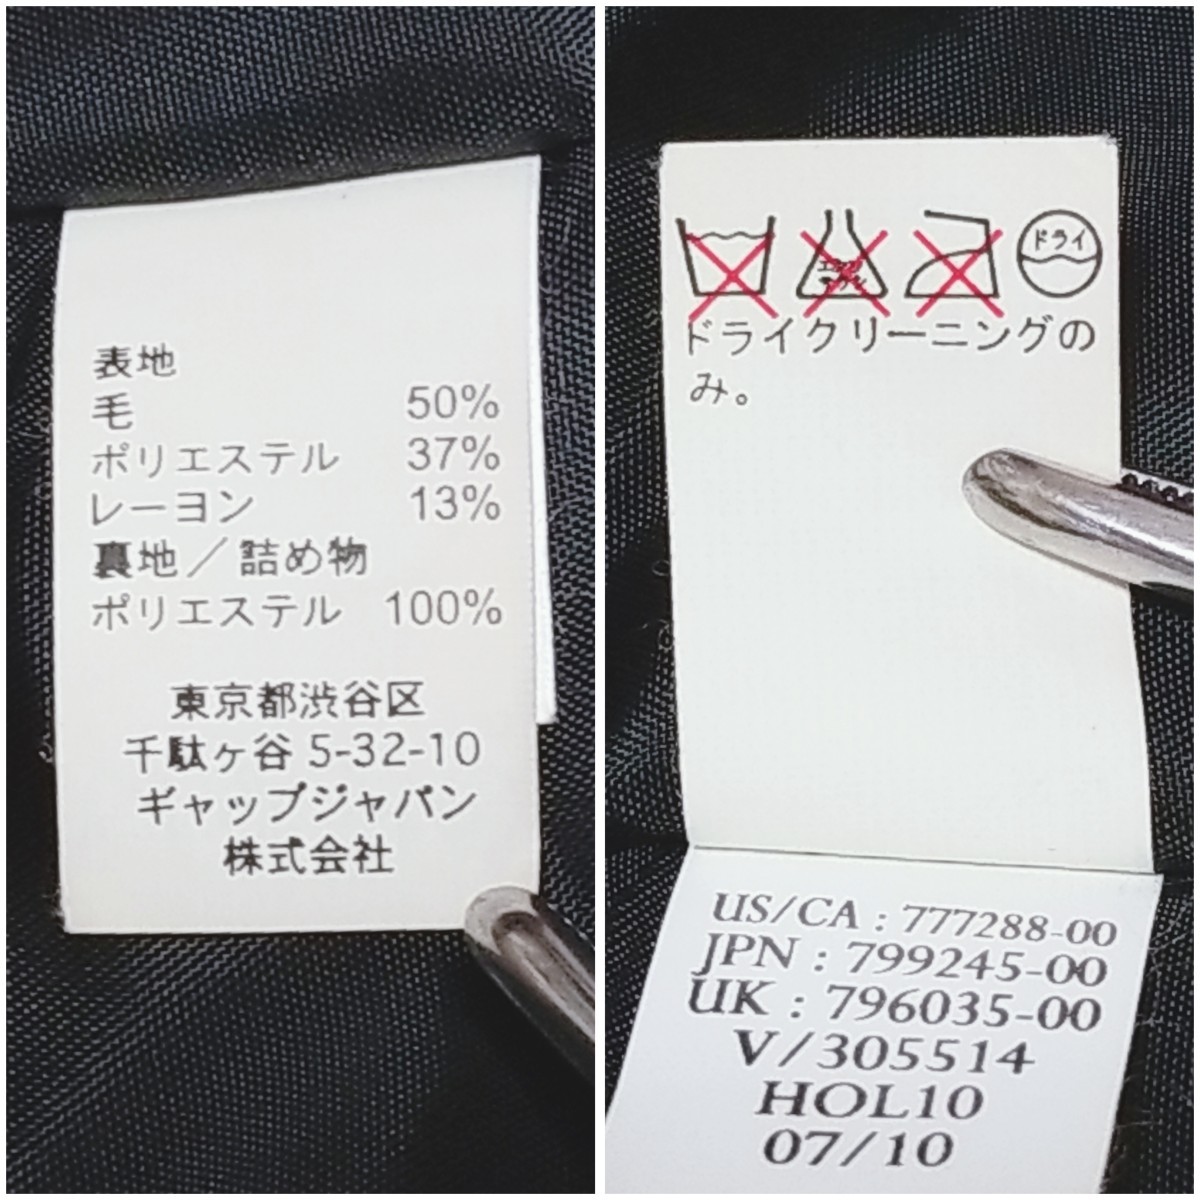 表地
毛 50%
ポリエステル 37%
レーヨン 13%
裏地／詰め物
ポリエステル 100%
東京都渋谷区
千駄ヶ谷 5-32-10
ギャップジャパン
株式会社
ドライ
ドライクリーニングの
み。
US/CA : 777288-00
JPN : 799245-00
UK : 796035-00
V/305514
HOL10
07/10